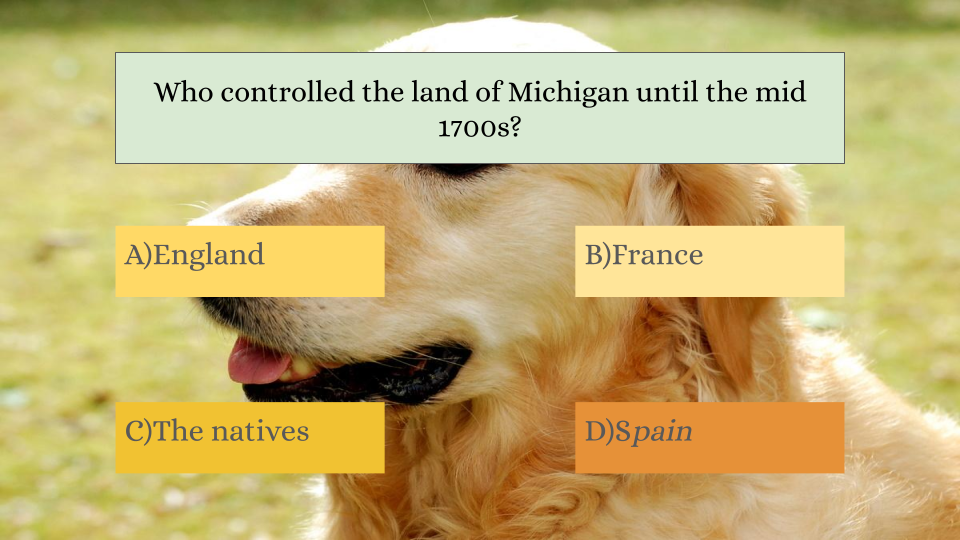 Who controlled the land of Michigan until the mid
1700s?
A)England
B)France
C)The natives
D)Spain